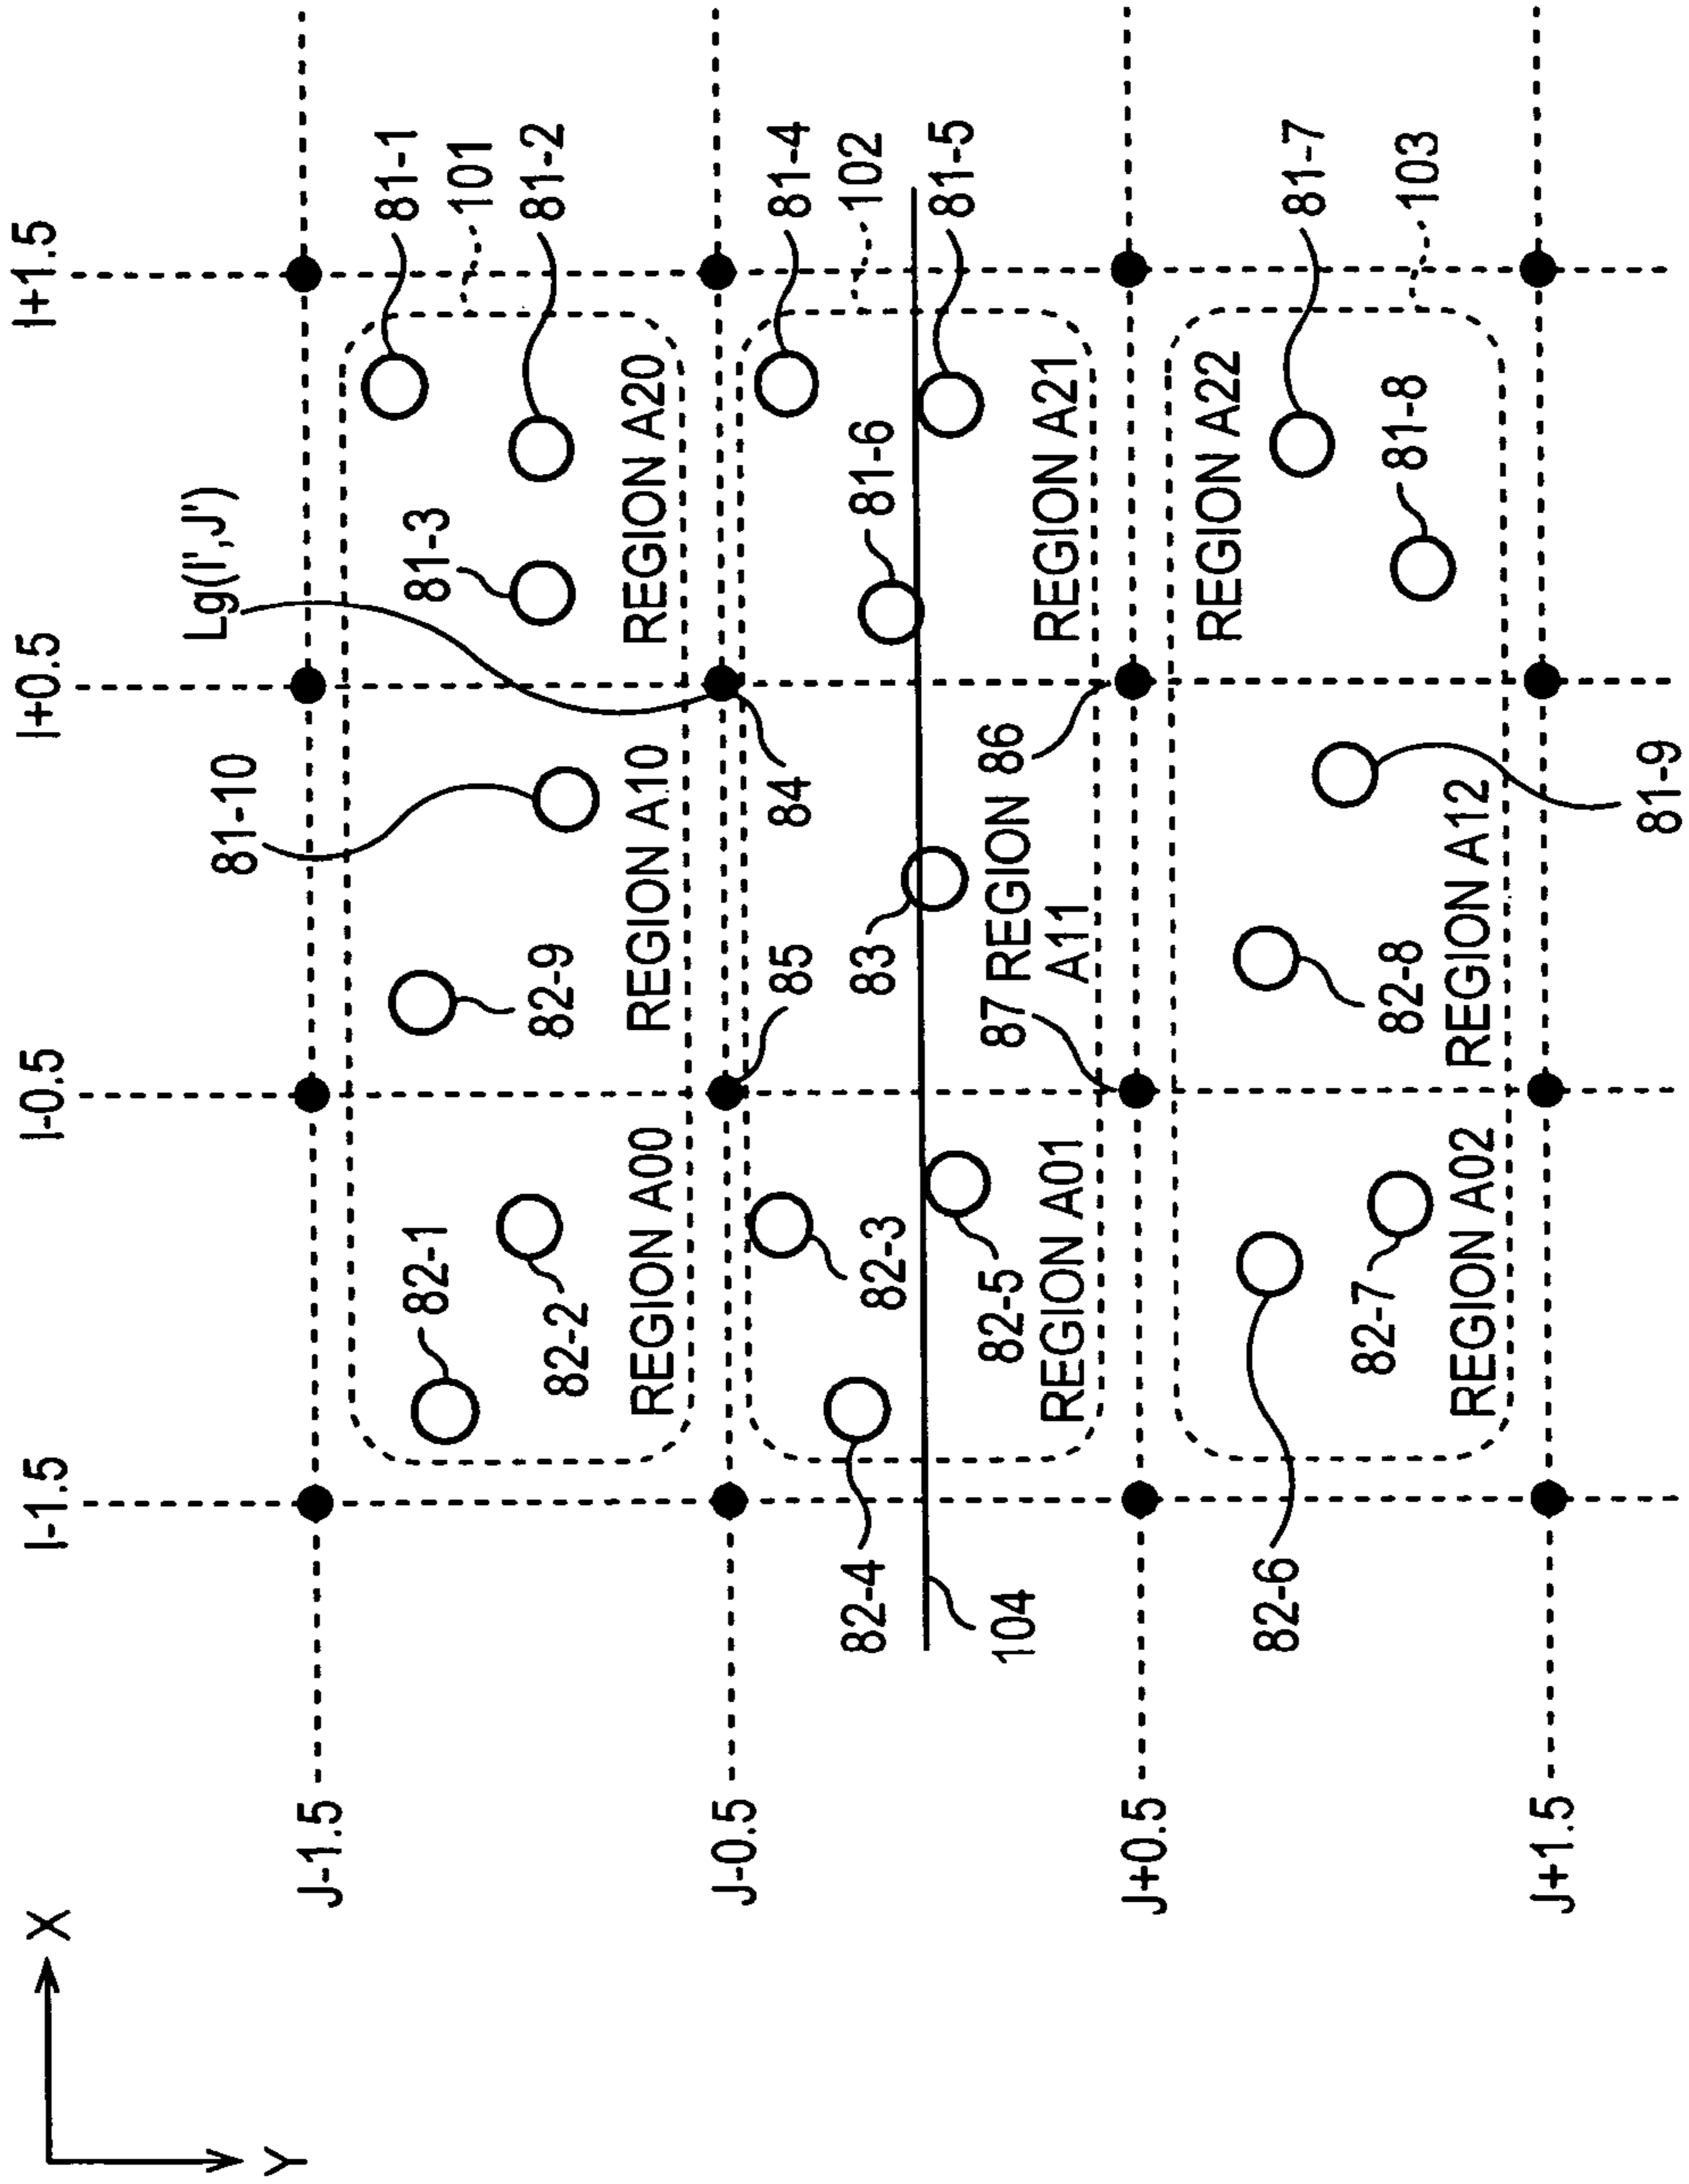 X
Y
I-1.5
I-0.5
I+0.5
I+1.5
Lg(I',J')
J-1.5
81-10
81-1
82-1
82-9
81-3
101
82-2
81-2
REGION A00
REGION A10
REGION A20
J-0.5
85
84
81-4
82-4
82-3
83
81-6
102
81-5
104
82-5
87
REGION
A11
86
REGION A01
REGION A21
J+0.5
REGION A22
82-6
81-7
82-7
82-8
81-8
103
REGION A02
REGION A12
J+1.5
81-9